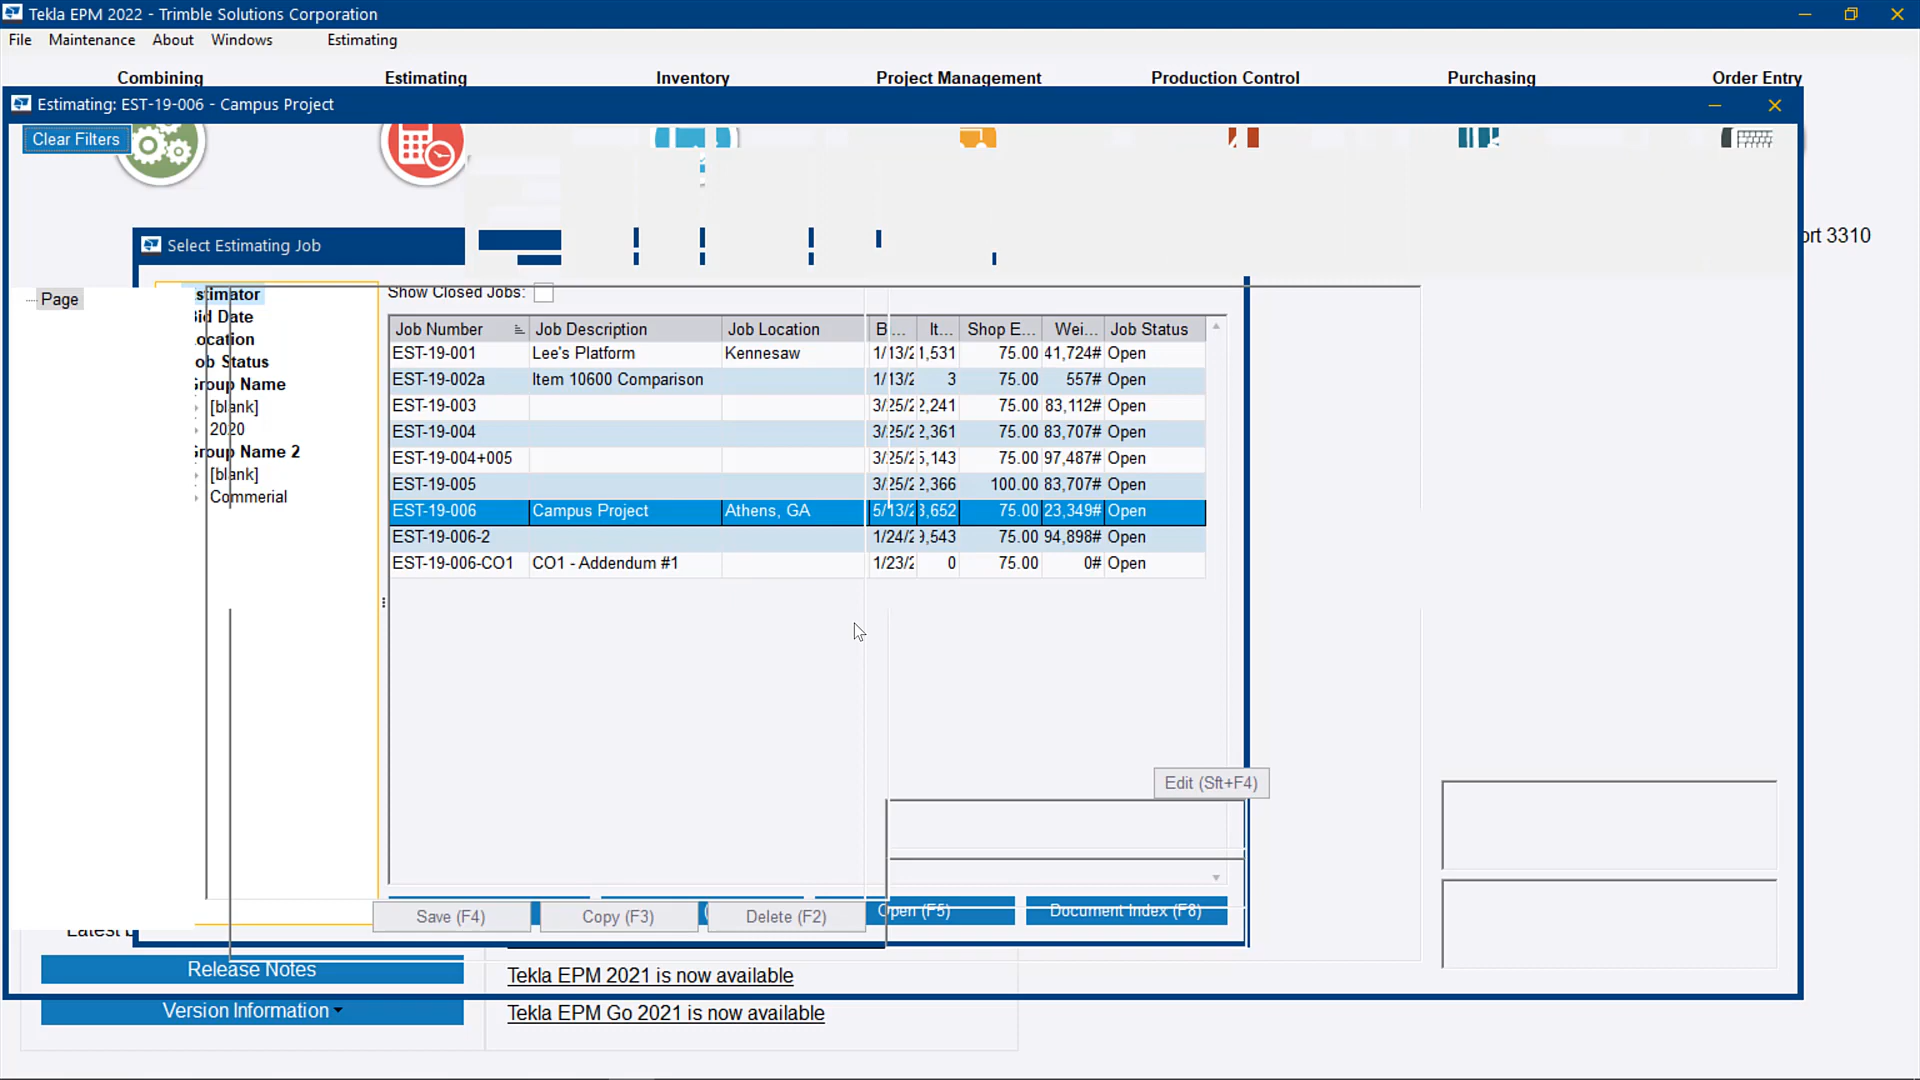 Tekla EPM 2022 - Trimble Solutions Corporation
File Maintenance About Windows Estimating
Combining Estimating Inventory Project Management Production Control Purchasing Order Entry
Estimating: EST-19-006 - Campus Project
Clear Filters
ort 3310
Select Estimating Job
Page
stimator
Bid Date
ocation
ob Status
Group Name
[blank]
2020
Group Name 2
[blank]
Commerial
Show Closed Jobs:
Job Number Job Description Job Location B... It... Shop E... Wei... Job Status
EST-19-001 Lee's Platform Kennesaw 1/13/2 1,531 75.00 41,724# Open
EST-19-002a Item 10600 Comparison 1/13/2 3 75.00 557# Open
EST-19-003 3/25/2 2,241 75.00 83,112# Open
EST-19-004 3/25/2 2,361 75.00 83,707# Open
EST-19-004+005 3/25/2 5,143 75.00 97,487# Open
EST-19-005 3/25/2 2,366 100.00 83,707# Open
EST-19-006 Campus Project Athens, GA 5/13/2 3,652 75.00 23,349# Open
EST-19-006-2 1/24/2 9,543 75.00 94,898# Open
EST-19-006-CO1 CO1 - Addendum #1 1/23/2 0 75.00 0# Open
Edit (Sft+F4)
Save (F4) Copy (F3) Delete (F2) Open (F5) Document Index (F8)
Latest
Release Notes
Version Information
Tekla EPM 2021 is now available
Tekla EPM Go 2021 is now available